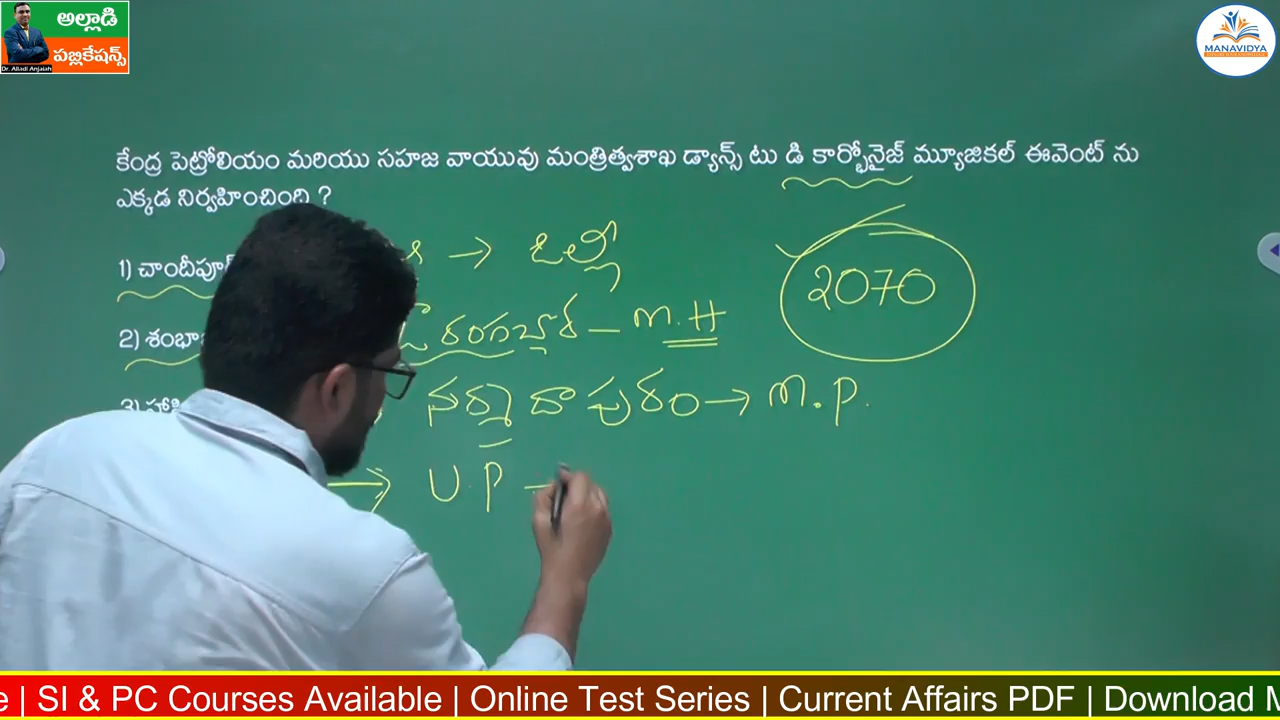 అల్లాడి
పబ్లికేషన్స్
Dr. Alladi Anjaiah
MANAVIDYA
కేంద్ర పెట్రోలియం మరియు సహజ వాయువు మంత్రిత్వశాఖ డ్యాన్స్ టు డి కార్బోనైజ్ మ్యూజికల్ ఈవెంట్ ను
ఎక్కడ నిర్వహించింది ?
1) చాందీపూర్
→
2070
2)
– M.H
3)
నర్మదాపురం → M.P.
→ U.P –
| SI & PC Courses Available | Online Test Series | Current Affairs PDF | Download